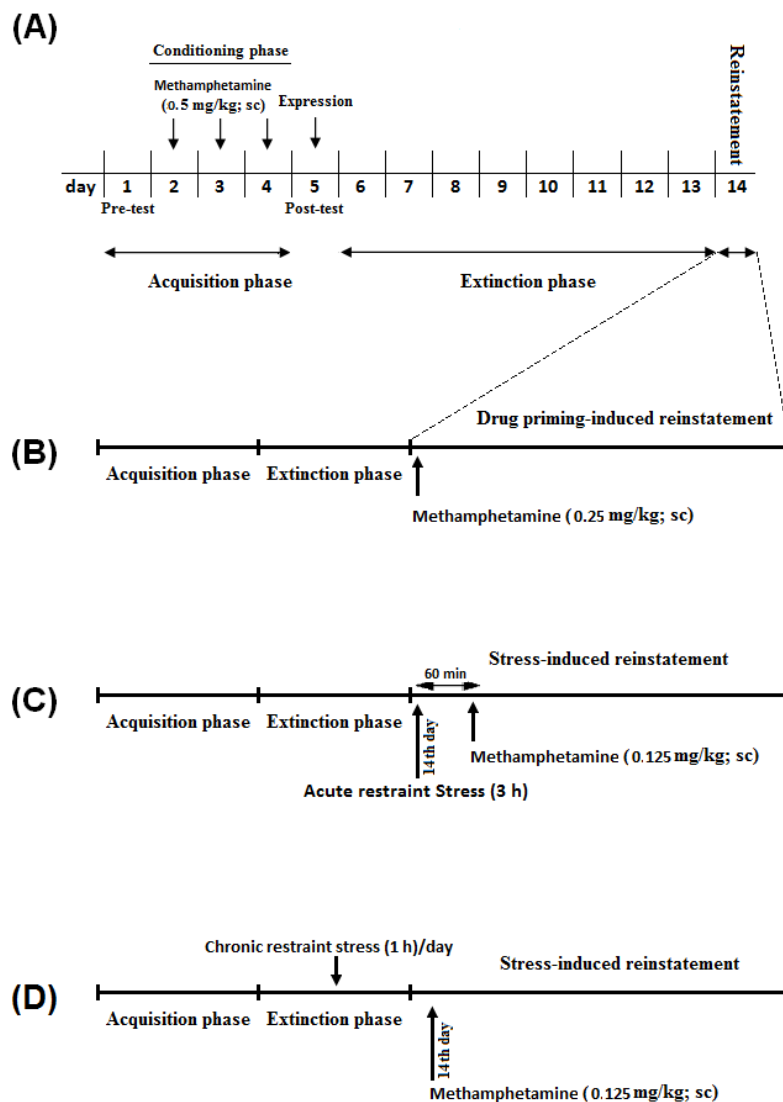 (A)
Conditioning phase
Methamphetamine
(0.5 mg/kg; sc)
Expression
Reinstatement
day 1 2 3 4 5 6 7 8 9 10 11 12 13 14
Pre-test
Post-test
Acquisition phase
Extinction phase
Drug priming-induced reinstatement
(B)
Acquisition phase
Extinction phase
Methamphetamine (0.25 mg/kg; sc)
Stress-induced reinstatement
60 min
(C)
Acquisition phase
Extinction phase
14th day
Methamphetamine (0.125 mg/kg; sc)
Acute restraint Stress (3 h)
Chronic restraint stress (1 h)/day
Stress-induced reinstatement
(D)
Acquisition phase
Extinction phase
14th day
Methamphetamine (0.125 mg/kg; sc)